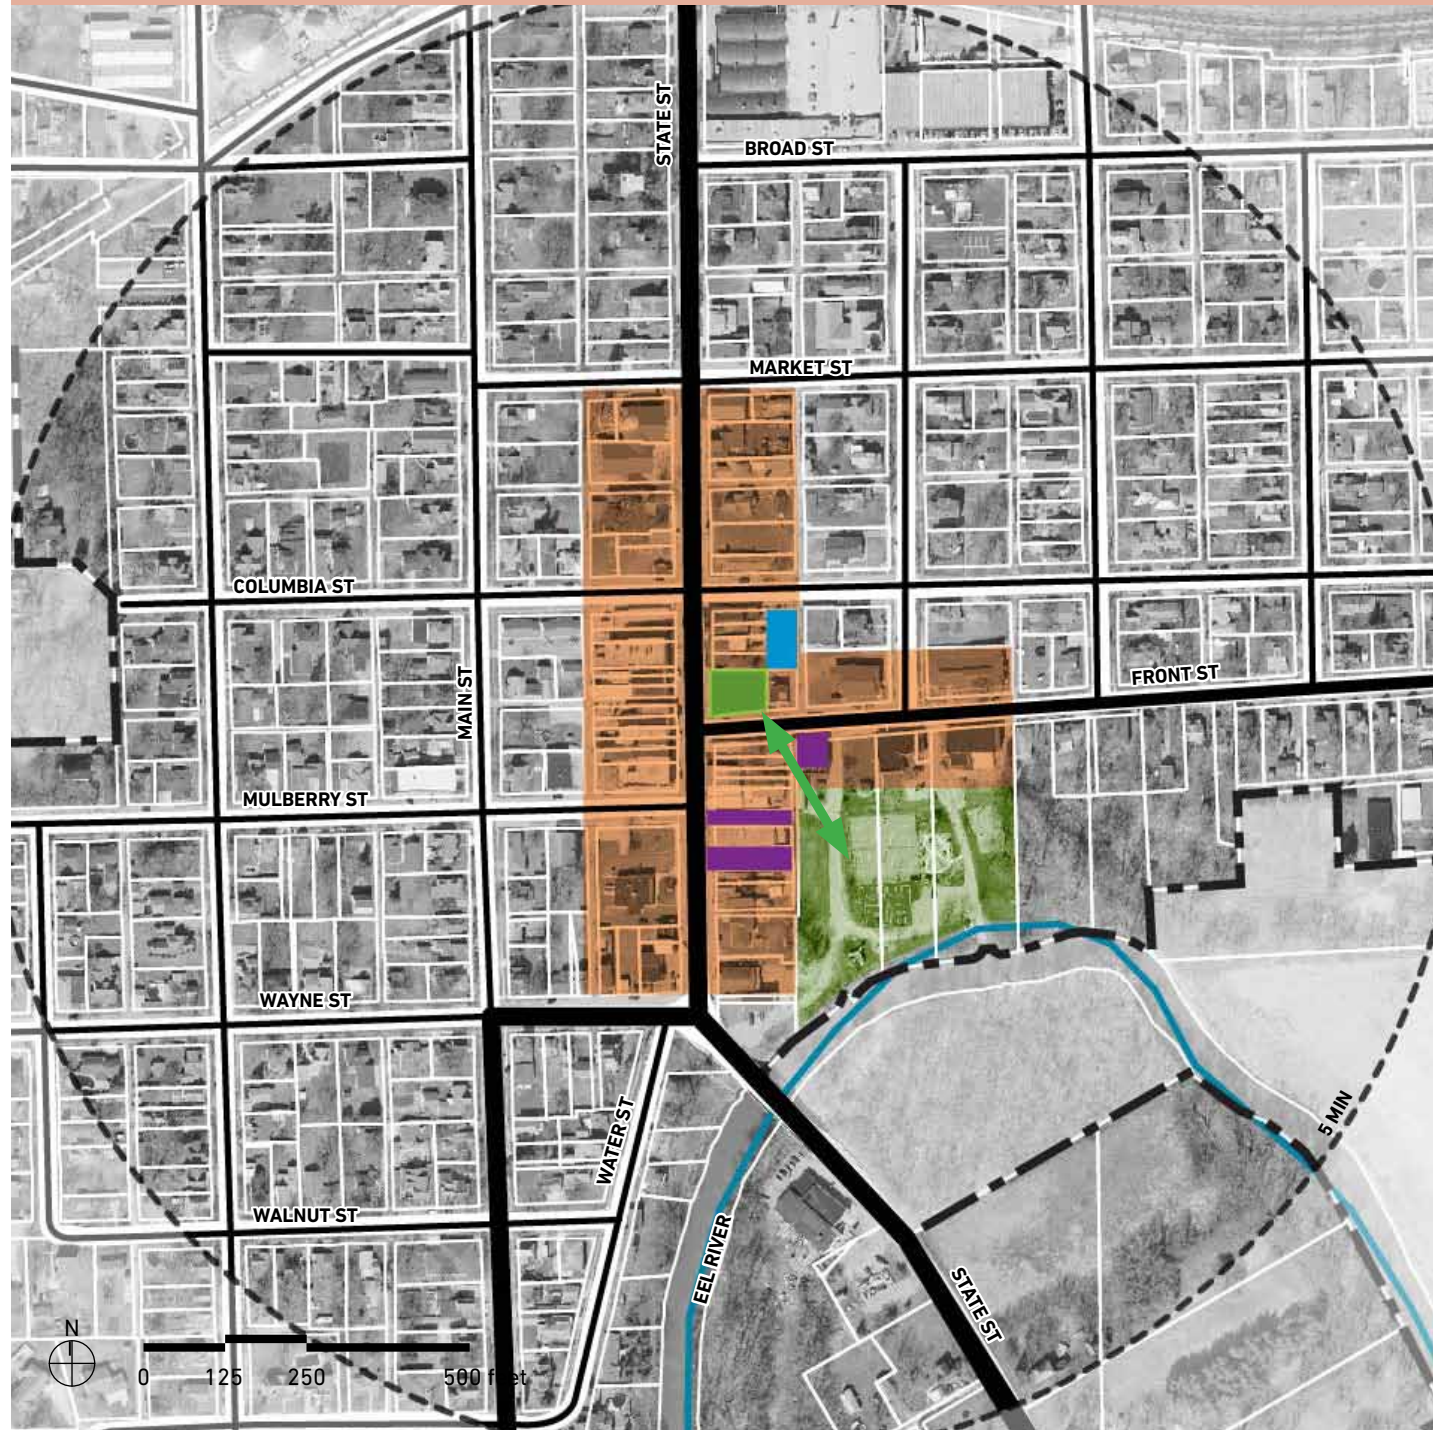 STATE ST
BROAD ST
MARKET ST
COLUMBIA ST
MAIN ST
FRONT ST
MULBERRY ST
WAYNE ST
5 MIN
WATER ST
WALNUT ST
EEL RIVER
STATE ST
N
0 125 250 500 feet